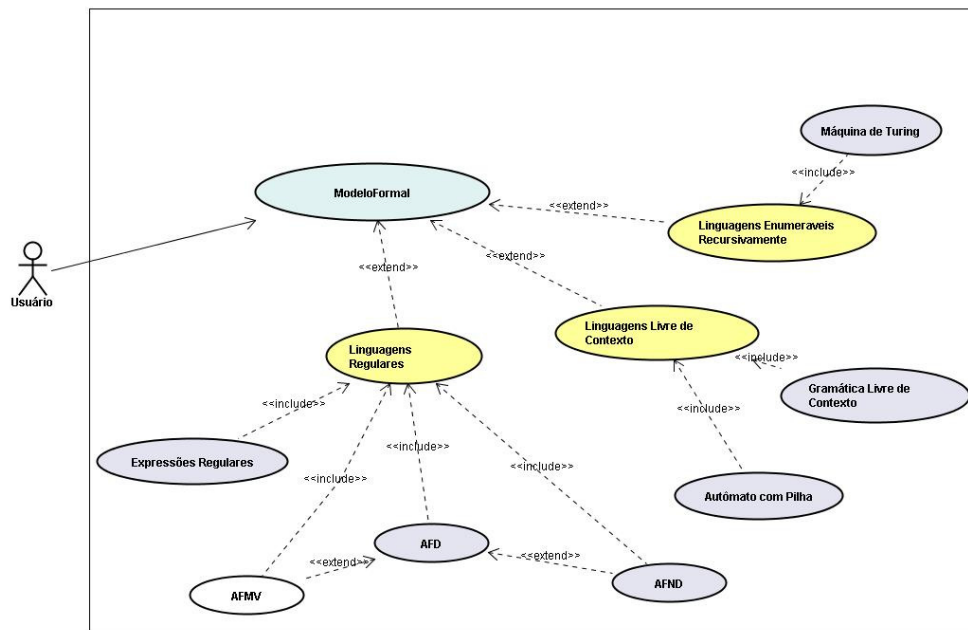 Máquina de Turing
<<include>>
ModeloFormal
<<extend>>
Linguagens Enumeraveis
Recursivamente
<<extend>>
<<extend>>
Usuário
Linguagens Livre de
Contexto
Linguagens
Regulares
<<include>>
Gramática Livre de
Contexto
<<include>>
<<include>>
Expressões Regulares
<<include>>
<<include>>
<<include>>
<<include>>
Autômato com Pilha
AFD
<<extend>>
<<extend>>
AFMV
AFND